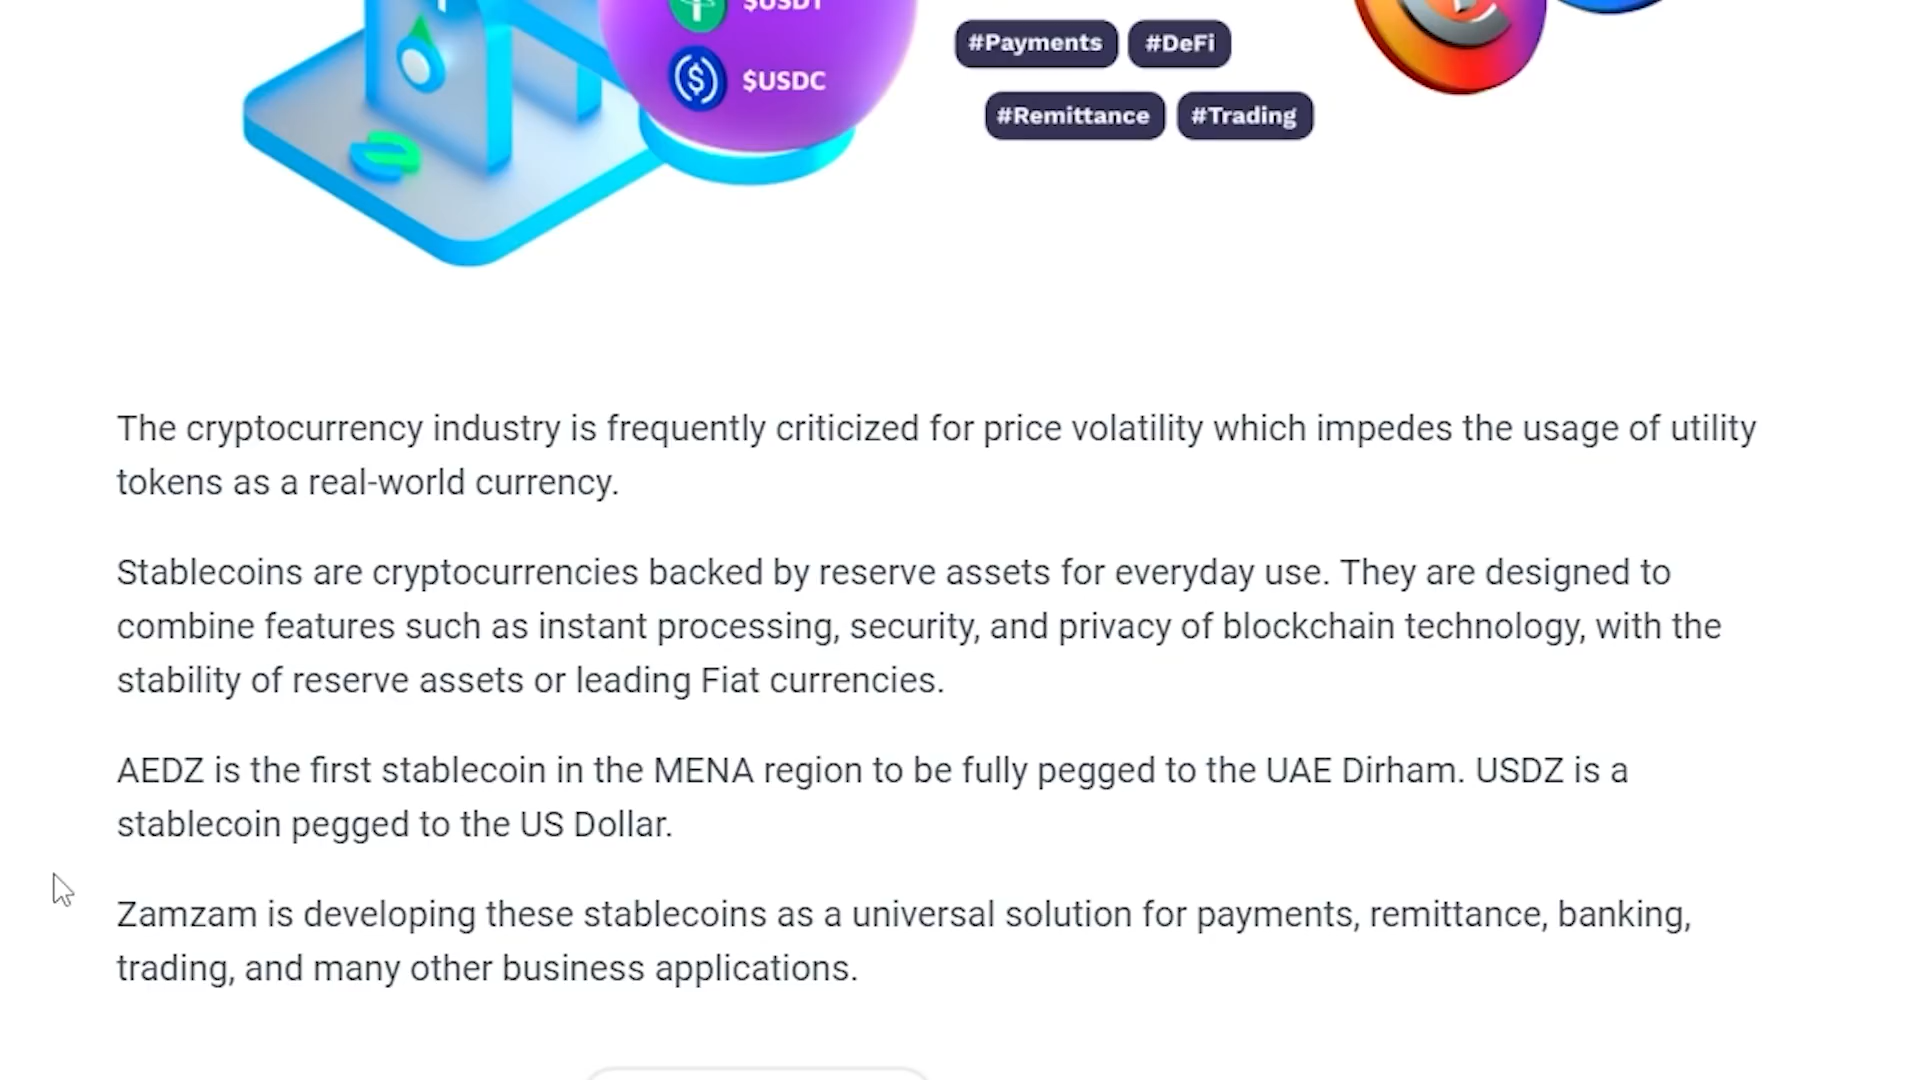 $USDT
$USDC
#Payments #DeFi
#Remittance #Trading
The cryptocurrency industry is frequently criticized for price volatility which impedes the usage of utility
tokens as a real-world currency.
Stablecoins are cryptocurrencies backed by reserve assets for everyday use. They are designed to
combine features such as instant processing, security, and privacy of blockchain technology, with the
stability of reserve assets or leading Fiat currencies.
AEDZ is the first stablecoin in the MENA region to be fully pegged to the UAE Dirham. USDZ is a
stablecoin pegged to the US Dollar.
Zamzam is developing these stablecoins as a universal solution for payments, remittance, banking,
trading, and many other business applications.